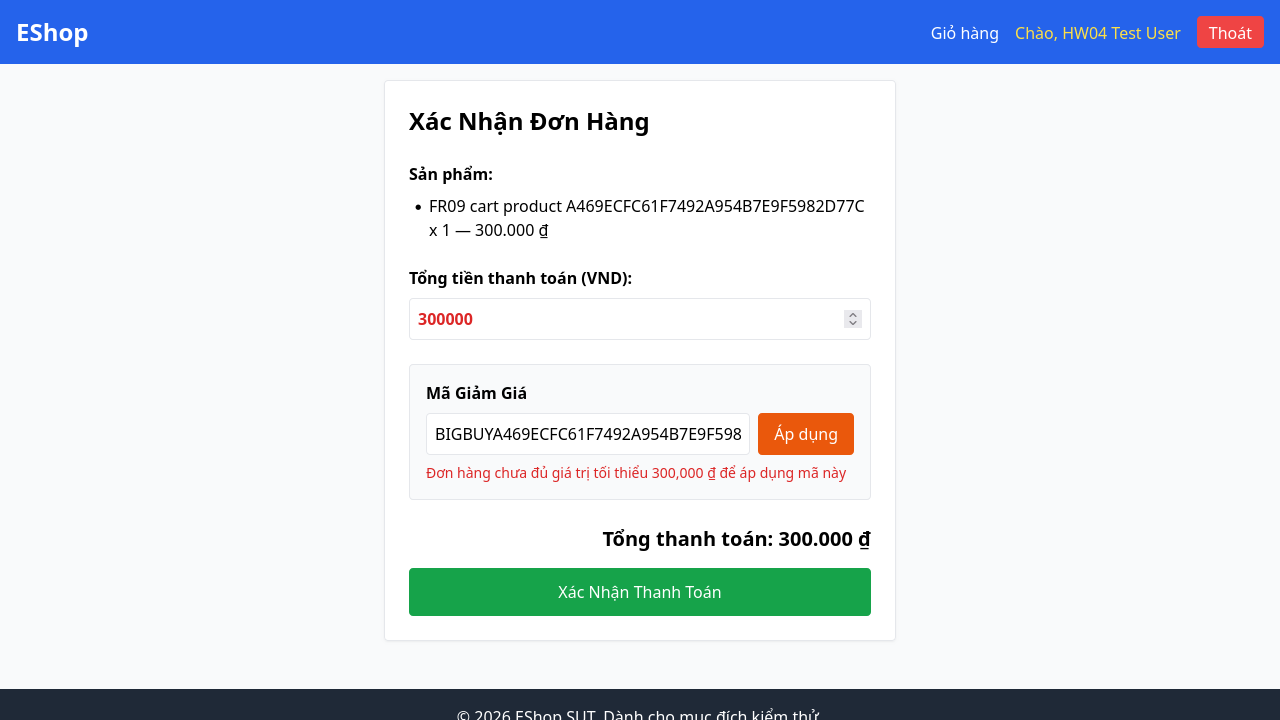 EShop
Giỏ hàng
Chào, HW04 Test User
Thoát
Xác Nhận Đơn Hàng
Sản phẩm:
• FR09 cart product A469ECFC61F7492A954B7E9F5982D77C
x 1 — 300.000 ₫
Tổng tiền thanh toán (VND):
300000
Mã Giảm Giá
BIGBUYA469ECFC61F7492A954B7E9F598
Áp dụng
Đơn hàng chưa đủ giá trị tối thiểu 300,000 ₫ để áp dụng mã này
Tổng thanh toán: 300.000 ₫
Xác Nhận Thanh Toán
© 2026 EShop SUT. Dành cho mục đích kiểm thử